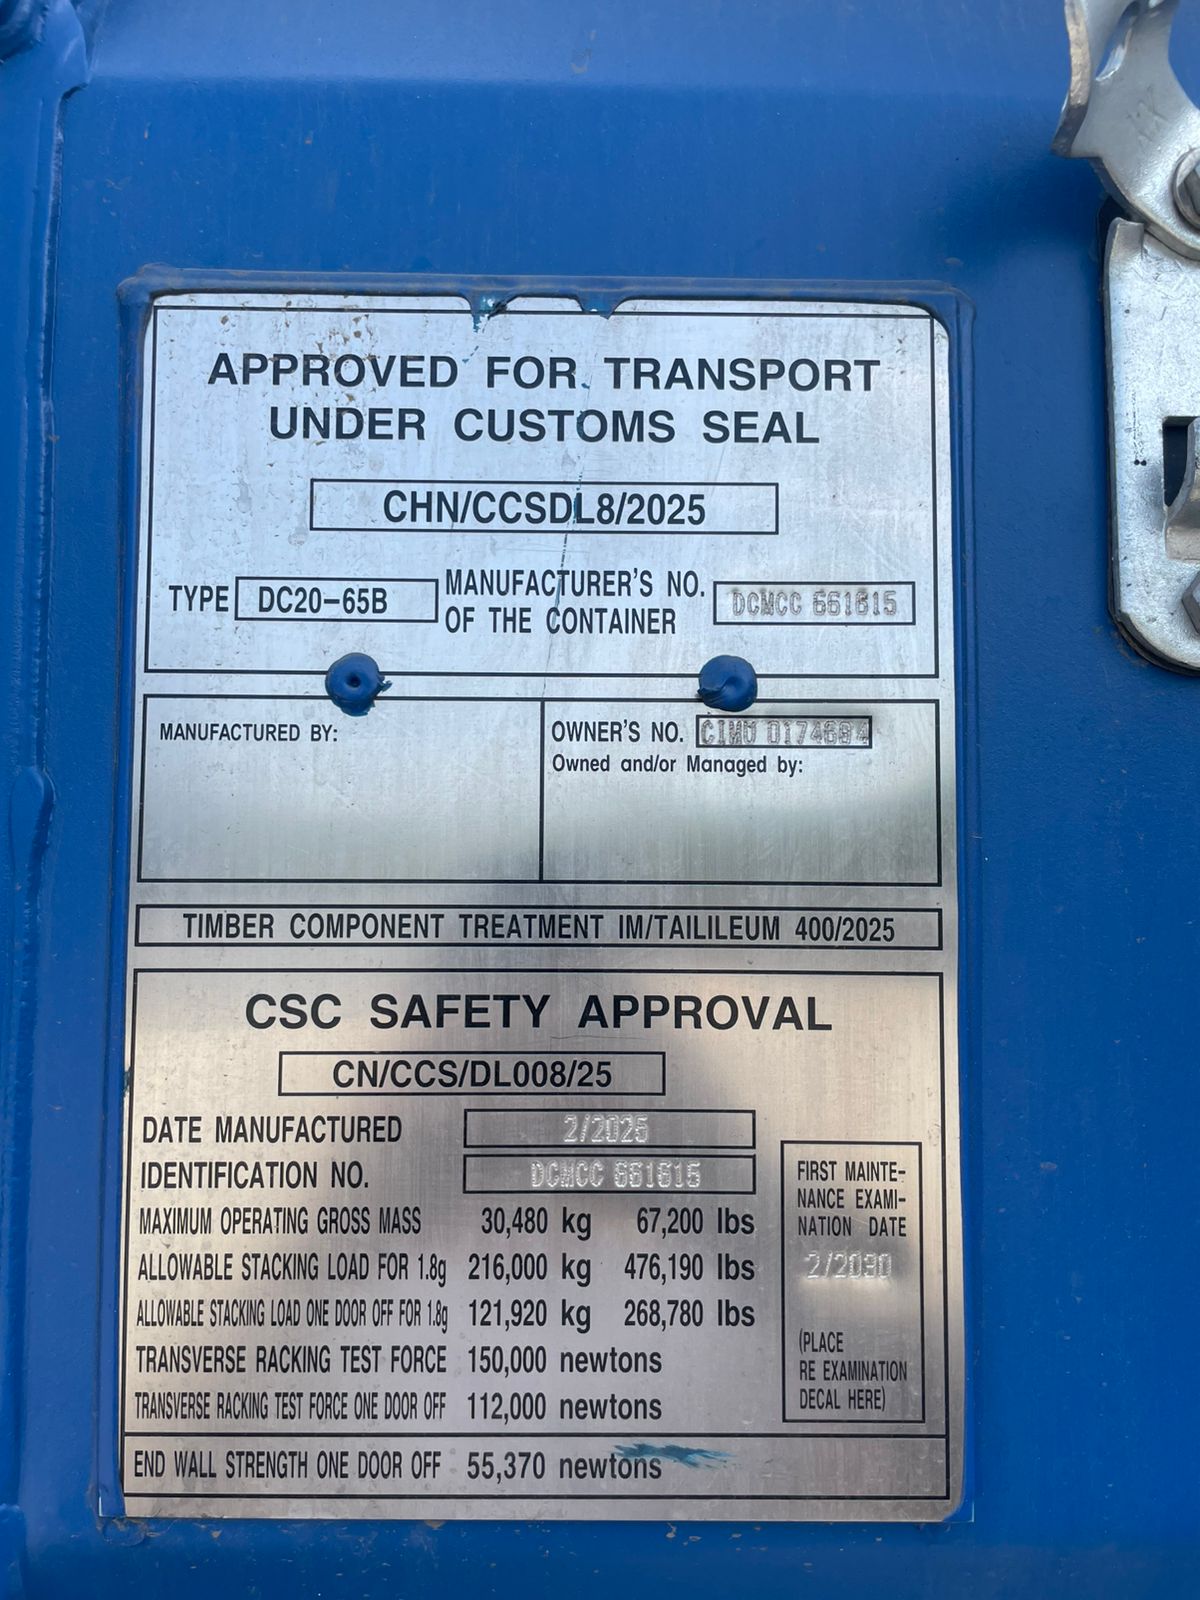 APPROVED FOR TRANSPORT
UNDER CUSTOMS SEAL
CHN/CCSDL8/2025
TYPE DC20-65B MANUFACTURER'S NO. OF THE CONTAINER DCMCC 661615
MANUFACTURED BY:
OWNER'S NO. CIMU
Owned and/or Managed by:
TIMBER COMPONENT TREATMENT IM/TAILILEUM 400/2025
CSC SAFETY APPROVAL
CN/CCS/DL008/25
DATE MANUFACTURED 2/2025
IDENTIFICATION NO. DCMCC 661615
MAXIMUM OPERATING GROSS MASS 30,480 kg 67,200 lbs
ALLOWABLE STACKING LOAD FOR 1.8g 216,000 kg 476,190 lbs
ALLOWABLE STACKING LOAD ONE DOOR OFF FOR 1.8g 121,920 kg 268,780 lbs
TRANSVERSE RACKING TEST FORCE 150,000 newtons
TRANSVERSE RACKING TEST FORCE ONE DOOR OFF 112,000 newtons
END WALL STRENGTH ONE DOOR OFF 55,370 newtons
FIRST MAINTE-
NANCE EXAMI-
NATION DATE
2/2030
(PLACE
RE EXAMINATION
DECAL HERE)